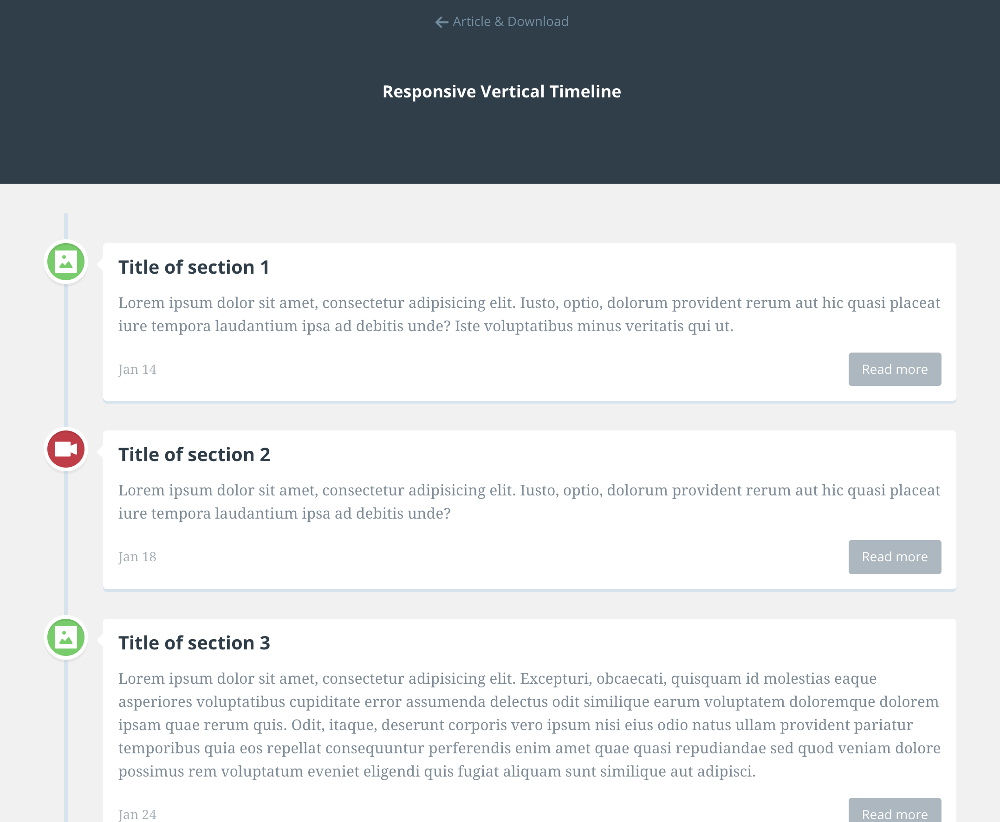 Article & Download
Responsive Vertical Timeline
Title of section 1
Lorem ipsum dolor sit amet, consectetur adipisicing elit. Iusto, optio, dolorum provident rerum aut hic quasi placeat
iure tempora laudantium ipsa ad debitis unde? Iste voluptatibus minus veritatis qui ut.
Jan 14
Read more
Title of section 2
Lorem ipsum dolor sit amet, consectetur adipisicing elit. Iusto, optio, dolorum provident rerum aut hic quasi placeat
iure tempora laudantium ipsa ad debitis unde?
Jan 18
Read more
Title of section 3
Lorem ipsum dolor sit amet, consectetur adipisicing elit. Excepturi, obcaecati, quisquam id molestias eaque
asperiores voluptatibus cupiditate error assumenda delectus odit similique earum voluptatem doloremque dolorem
ipsam quae rerum quis. Odit, itaque, deserunt corporis vero ipsum nisi eius odio natus ullam provident pariatur
temporibus quia eos repellat consequuntur perferendis enim amet quae quasi repudiandae sed quod veniam dolore
possimus rem voluptatum eveniet eligendi quis fugiat aliquam sunt similique aut adipisci.
Jan 24
Read more